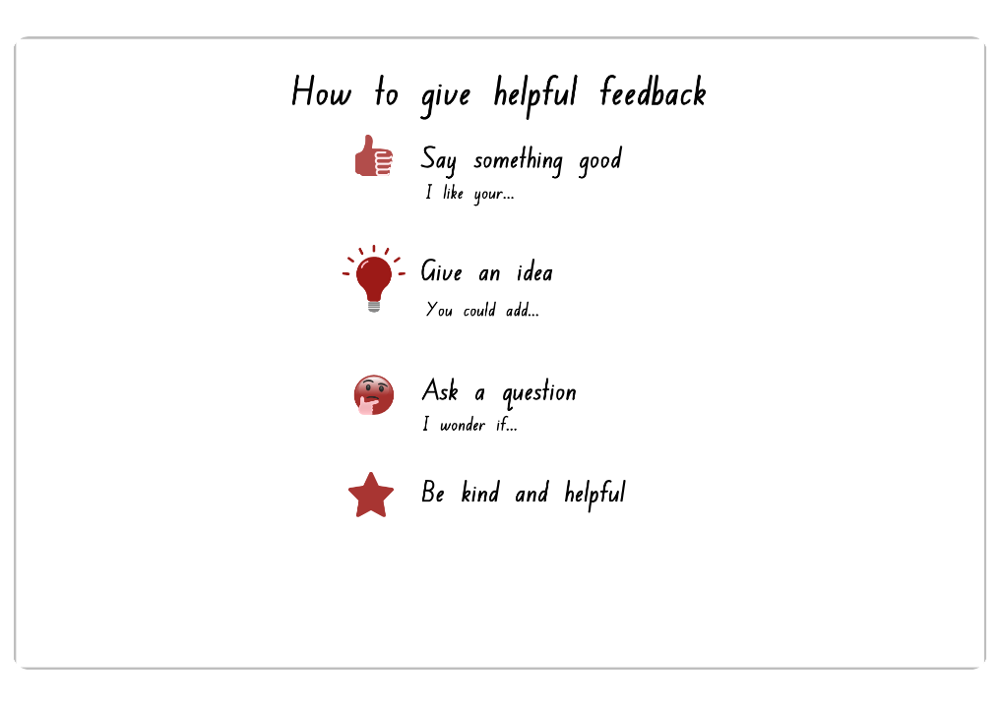 How to give helpful feedback
Say something good
I like your...
Give an idea
You could add...
Ask a question
I wonder if...
Be kind and helpful